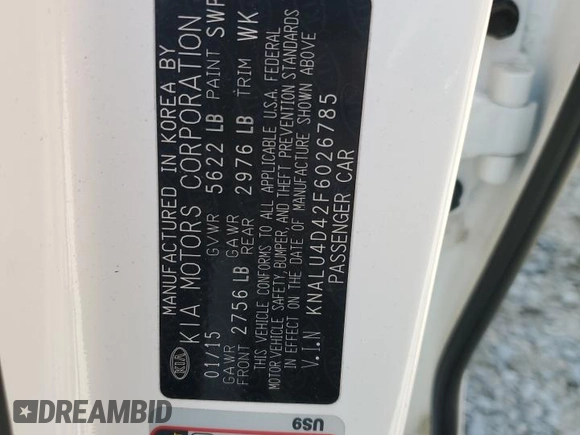 MANUFACTURED IN KOREA BY
KIA MOTORS CORPORATION
KIA
01/15 GVWR 5622 LB PAINT SWP
GAWR FRONT 2756 LB GAWR REAR 2976 LB TRIM WK
THIS VEHICLE CONFORMS TO ALL APPLICABLE U.S.A. FEDERAL
MOTOR VEHICLE SAFETY, BUMPER, AND THEFT PREVENTION STANDARDS
IN EFFECT ON THE DATE OF MANUFACTURE SHOWN ABOVE
V.I.N KNALU4D42F6026785
PASSENGER CAR
US9
DREAMBID